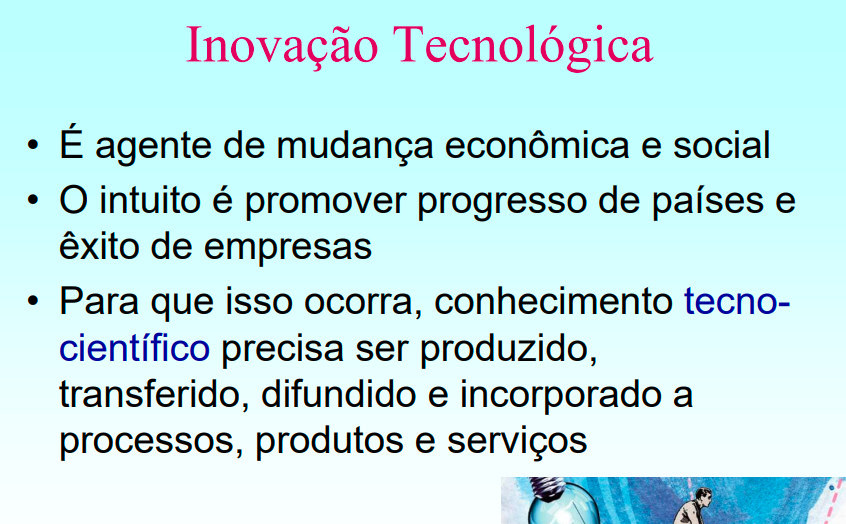 Inovação Tecnológica
• É agente de mudança econômica e social
• O intuito é promover progresso de países e
êxito de empresas
• Para que isso ocorra, conhecimento tecno-
científico precisa ser produzido,
transferido, difundido e incorporado a
processos, produtos e serviços